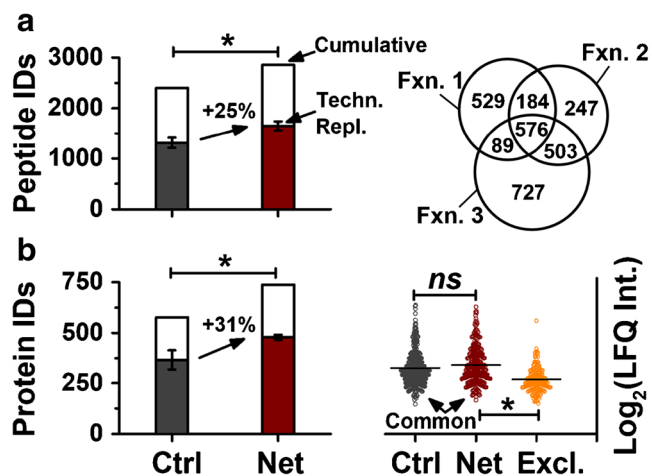 a
Peptide IDs
3000
2000
1000
0
*
+25%
Cumulative
Techn.
Repl.
Fxn. 1
Fxn. 2
529
184
247
576
89
503
727
Fxn. 3
b
Protein IDs
750
500
250
0
*
+31%
Ctrl
Net
ns
Common
*
Ctrl
Net
Excl.
Log2(LFQ Int.)